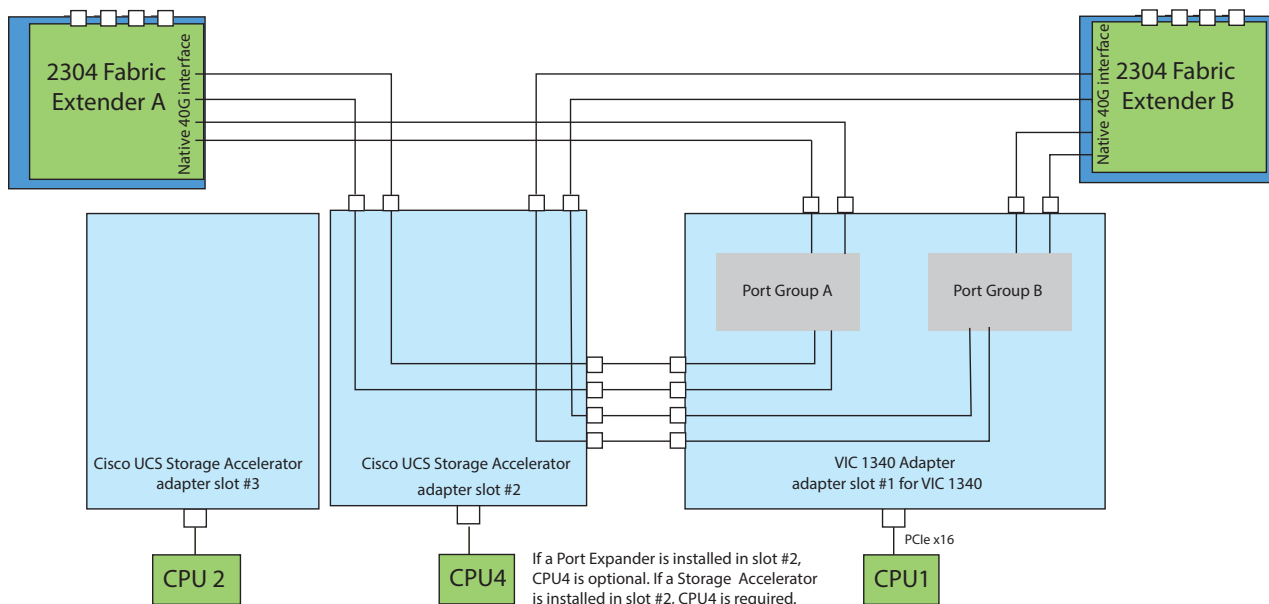 2304 Fabric
Extender A
Native 40G interface
Native 40G interface
2304 Fabric
Extender B
Port Group A
Port Group B
Cisco UCS Storage Accelerator
adapter slot #3
Cisco UCS Storage Accelerator
adapter slot #2
VIC 1340 Adapter
adapter slot #1 for VIC 1340
PCIe x16
CPU 2
CPU4
If a Port Expander is installed in slot #2,
CPU4 is optional. If a Storage Accelerator
is installed in slot #2, CPU4 is required.
CPU1